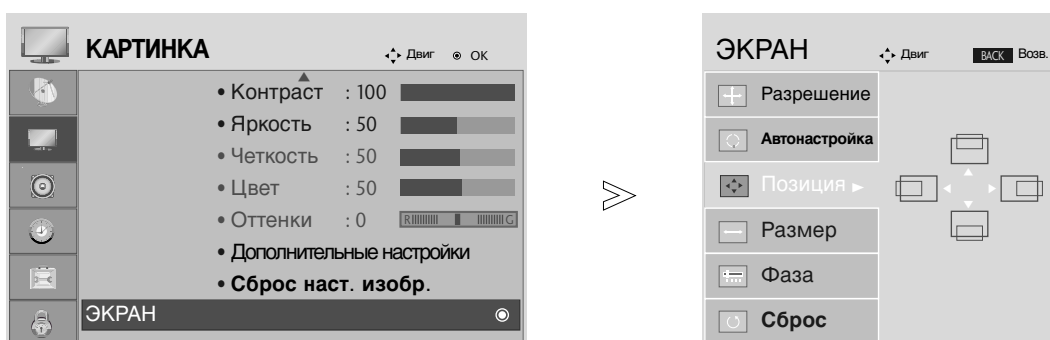 КАРТИНКА
Двиг ОК
• Контраст : 100
• Яркость : 50
• Четкость : 50
• Цвет : 50
• Оттенки : 0 R G
• Дополнительные настройки
• Сброс наст. изобр.
ЭКРАН
ЭКРАН
Двиг BACK Возв.
Разрешение
Автонастройка
Позиция ►
Размер
Фаза
Сброс